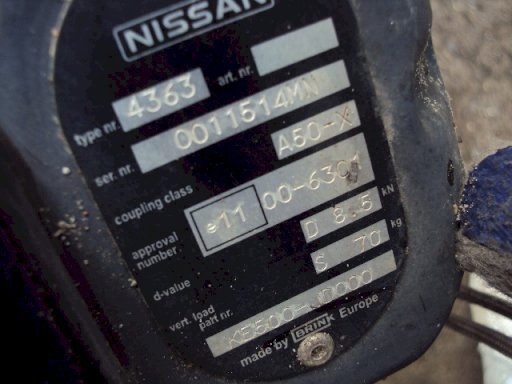 NISSAN
type nr. 4363 art. nr.
ser. nr. 0011514MN
coupling class A50-X
approval number e11 00-6301
d-value D 8.5 kN
vert. load S 70 kg
part nr. KE500-JD000
made by BRINK Europe